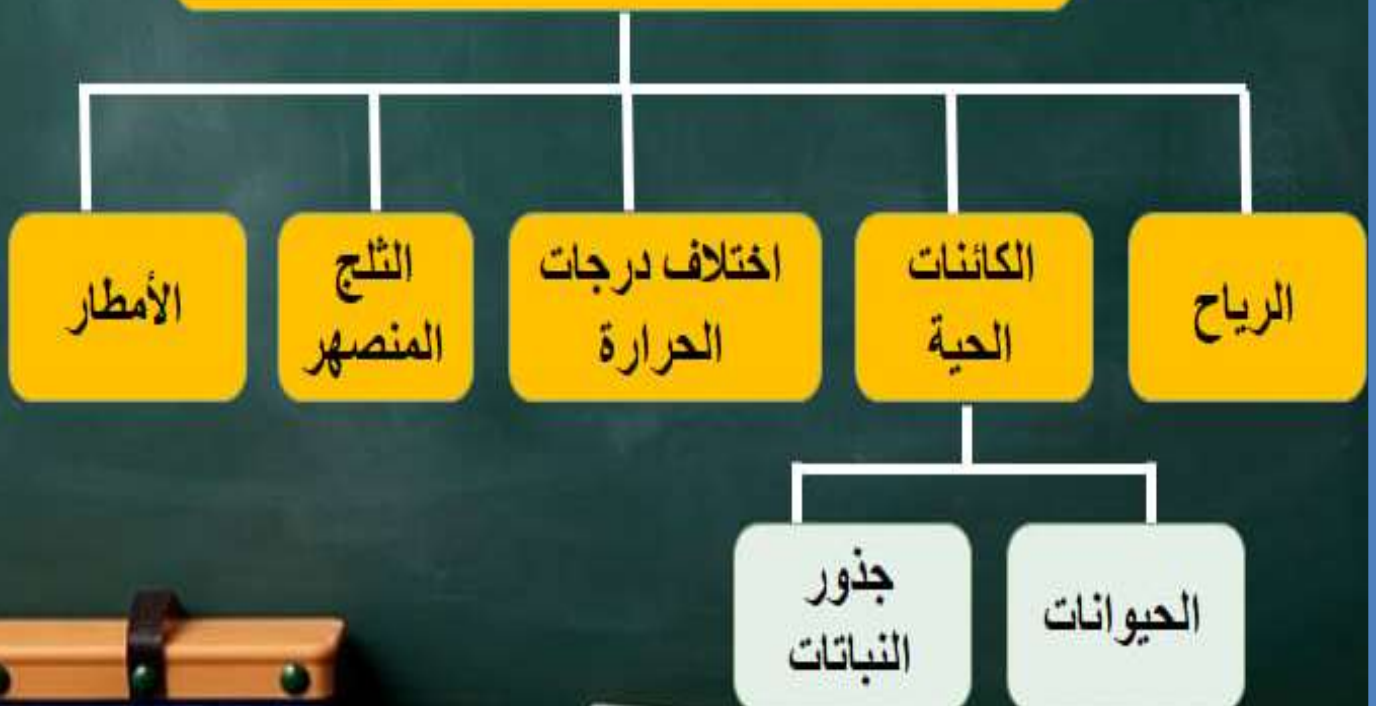 الرياح
الكائنات
الحية
اختلاف درجات
الحرارة
الثلج
المنصهر
الأمطار
الحيوانات
جذور
النباتات